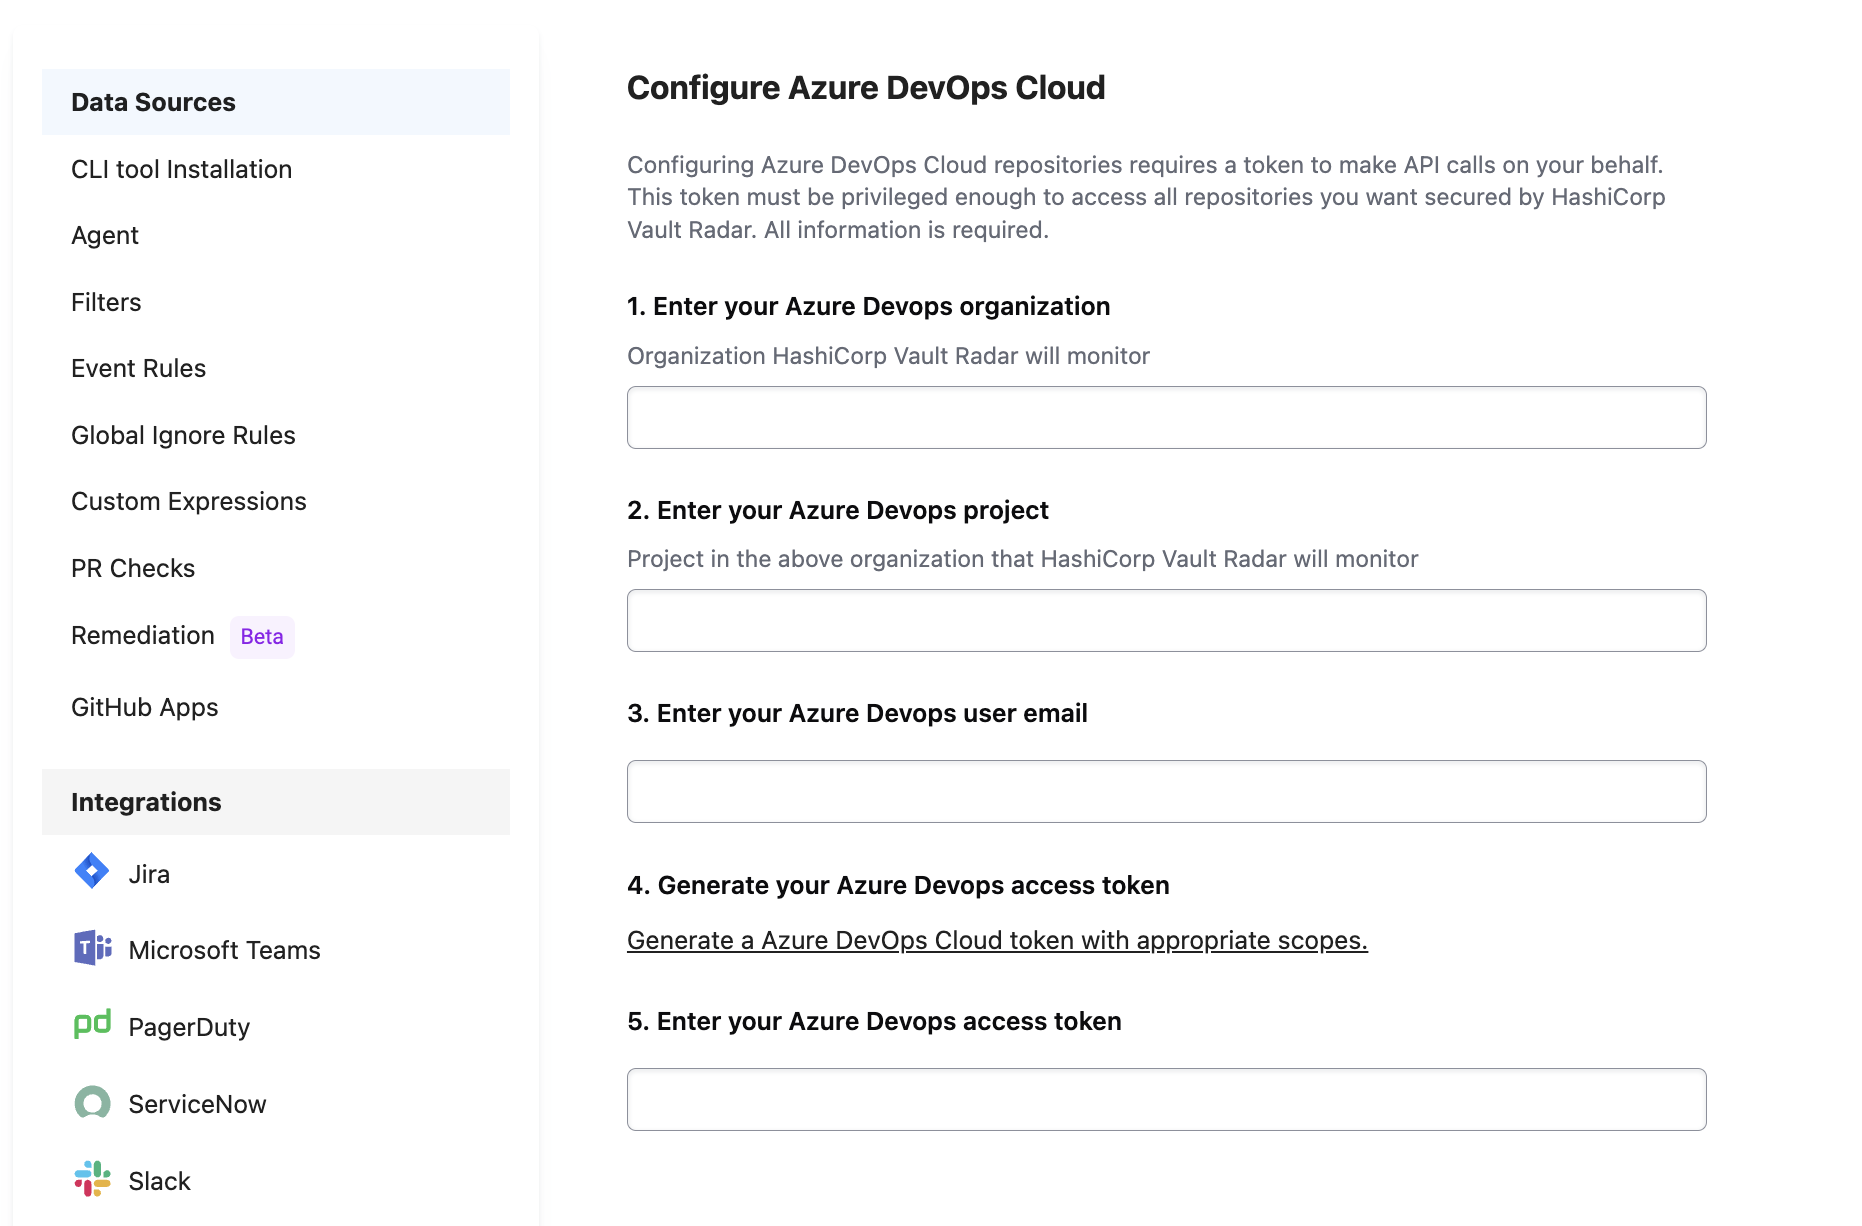 Data Sources
CLI tool Installation
Agent
Filters
Event Rules
Global Ignore Rules
Custom Expressions
PR Checks
Remediation Beta
GitHub Apps
Integrations
Jira
Microsoft Teams
PagerDuty
ServiceNow
Slack
Configure Azure DevOps Cloud
Configuring Azure DevOps Cloud repositories requires a token to make API calls on your behalf.
This token must be privileged enough to access all repositories you want secured by HashiCorp
Vault Radar. All information is required.
1. Enter your Azure Devops organization
Organization HashiCorp Vault Radar will monitor
2. Enter your Azure Devops project
Project in the above organization that HashiCorp Vault Radar will monitor
3. Enter your Azure Devops user email
4. Generate your Azure Devops access token
Generate a Azure DevOps Cloud token with appropriate scopes.
5. Enter your Azure Devops access token